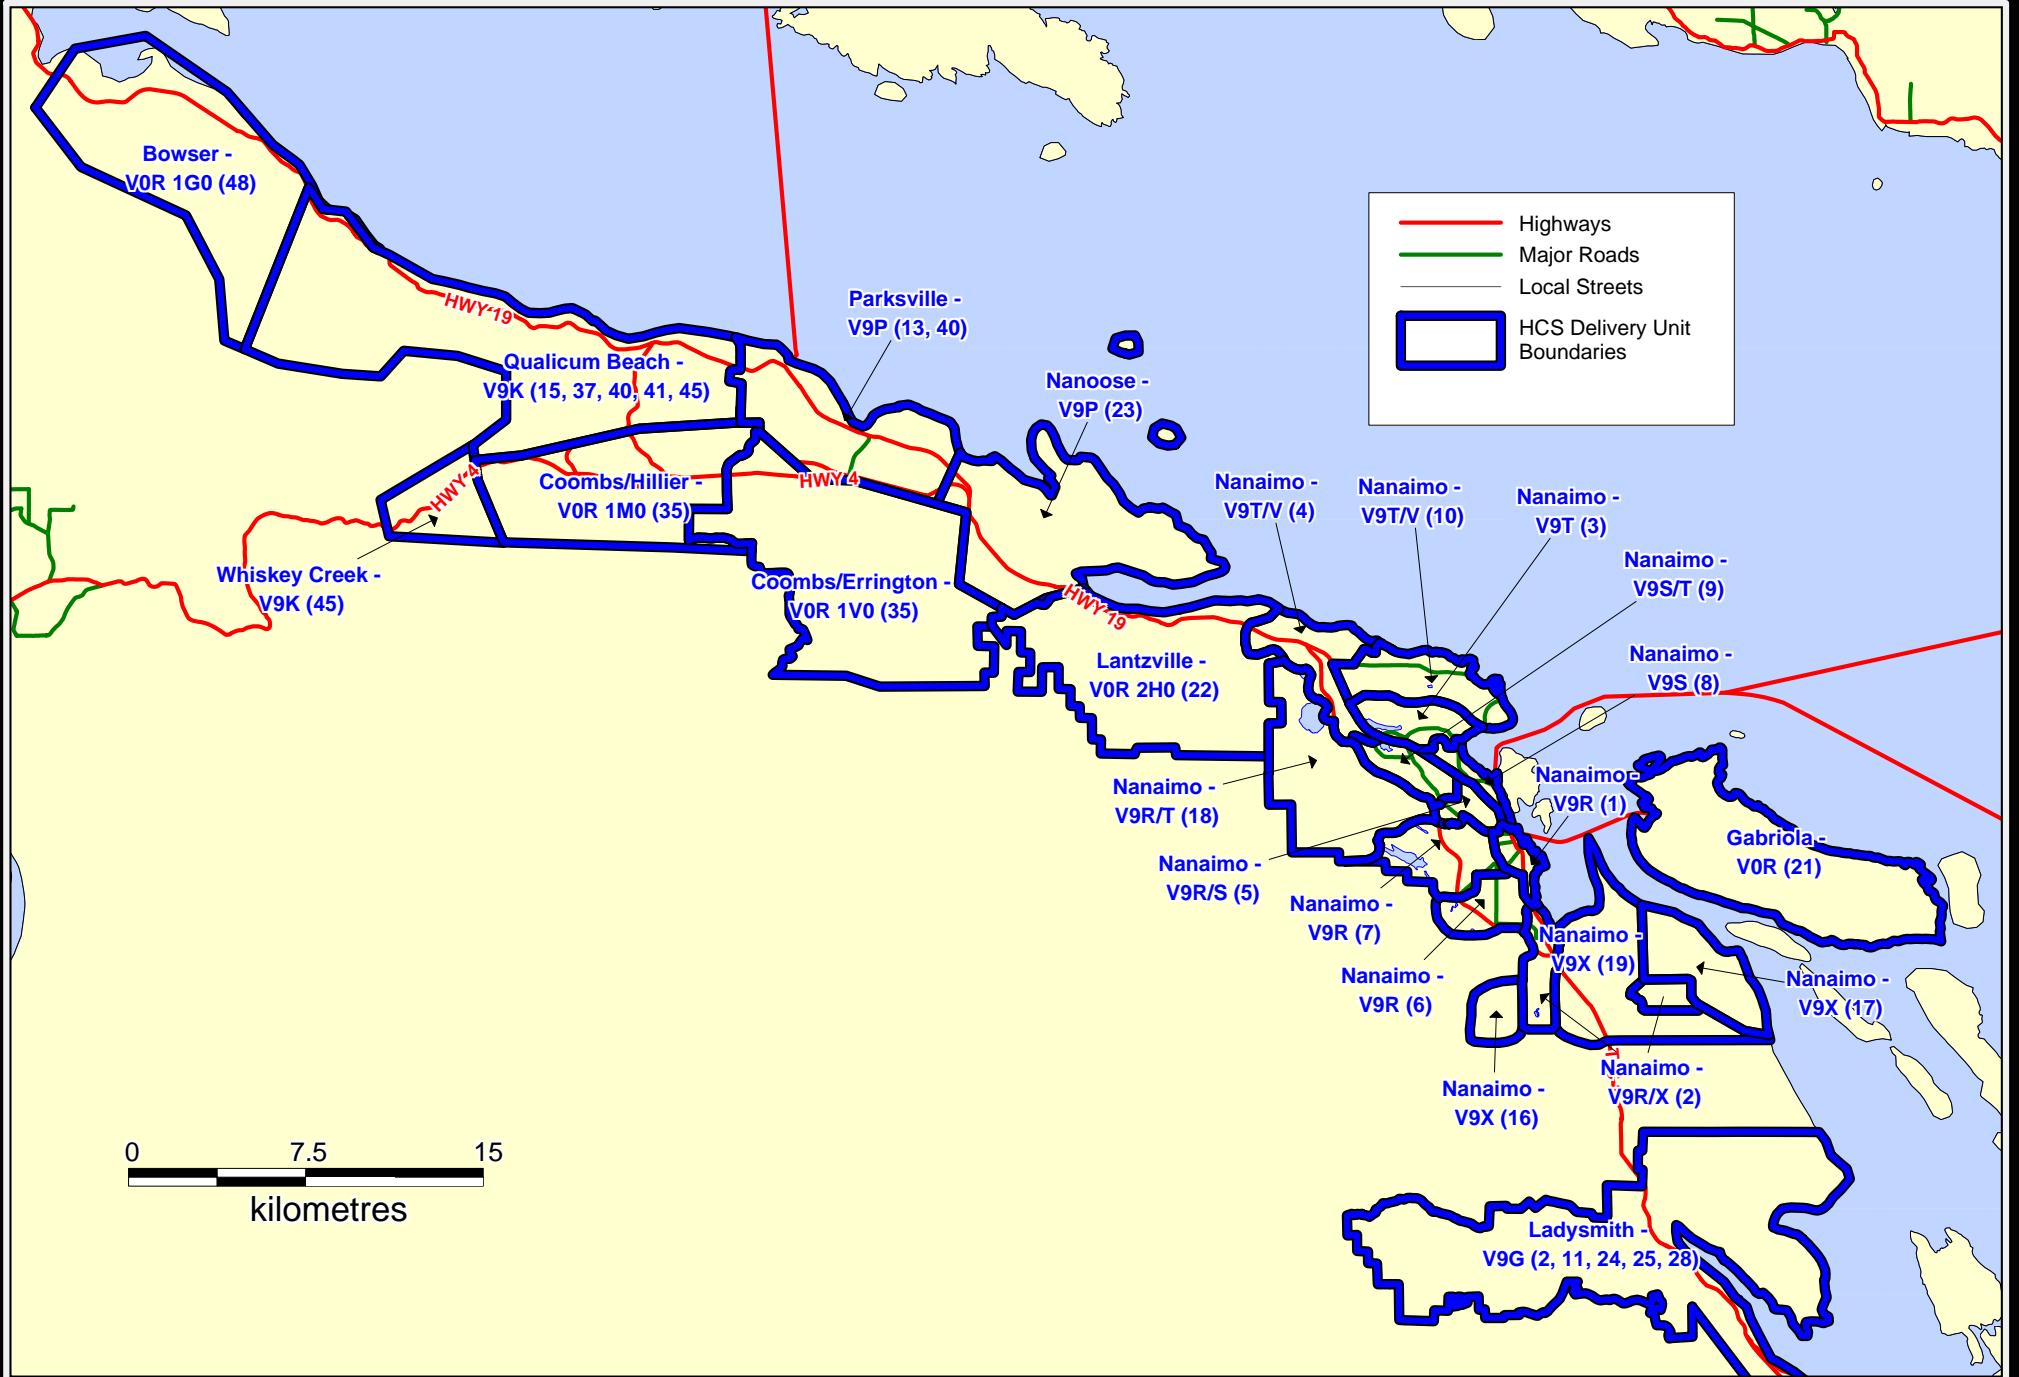 Bowser -
V0R 1G0 (48)
Highways
Major Roads
Local Streets
HCS Delivery Unit
Boundaries
HWY 19
Parksville -
V9P (13, 40)
Qualicum Beach -
V9K (15, 37, 40, 41, 45)
Nanoose -
V9P (23)
HWY 4
Coombs/Hillier -
V0R 1M0 (35)
HWY 4
Nanaimo -
V9T/V (4)
Nanaimo -
V9T/V (10)
Nanaimo -
V9T (3)
Nanaimo -
V9S/T (9)
Whiskey Creek -
V9K (45)
Coombs/Errington -
V0R 1V0 (35)
HWY 19
Lantzville -
V0R 2H0 (22)
Nanaimo -
V9S (8)
Nanaimo -
V9R/T (18)
Nanaimo -
V9R (1)
Gabriola -
V0R (21)
Nanaimo -
V9R/S (5)
Nanaimo -
V9R (7)
Nanaimo -
V9X (19)
Nanaimo -
V9R (6)
Nanaimo -
V9X (17)
Nanaimo -
V9R/X (2)
Nanaimo -
V9X (16)
0 7.5 15
kilometres
Ladysmith -
V9G (2, 11, 24, 25, 28)